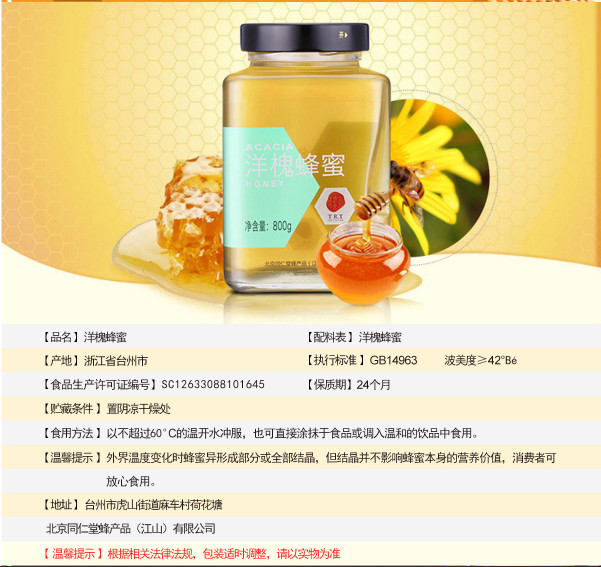 开
ACACIA
洋槐蜂蜜
HONEY
净含量：800g
TRT
【品名】洋槐蜂蜜
【配料表】洋槐蜂蜜
【产地】浙江省台州市
【执行标准】GB14963 波美度≥42°Bé
【食品生产许可证编号】SC12633088101645
【保质期】24个月
【贮藏条件】置阴凉干燥处
【食用方法】以不超过60°C的温开水冲服，也可直接涂抹于食品或调入温和的饮品中食用。
【温馨提示】外界温度变化时蜂蜜异形成部分或全部结晶，但结晶并不影响蜂蜜本身的营养价值，消费者可
放心食用。
【地址】台州市虎山街道麻车村荷花塘
北京同仁堂蜂产品（江山）有限公司
【温馨提示】根据相关法律法规，包装适时调整，请以实物为准